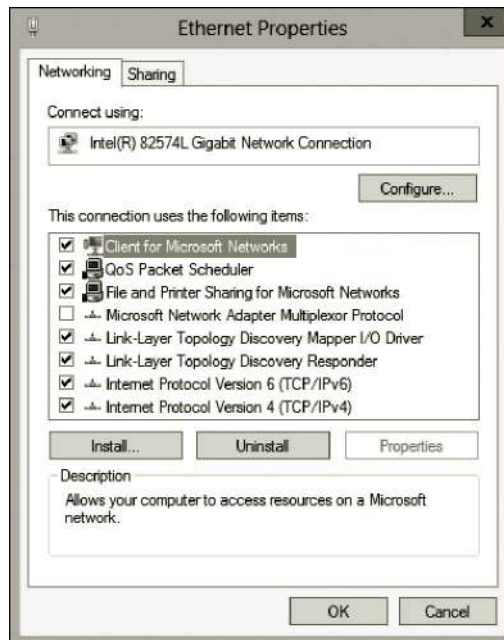 Ethernet Properties
x
Networking
Sharing
Connect using:
Intel(R) 82574L Gigabit Network Connection
Configure...
This connection uses the following items:
Client for Microsoft Networks
QoS Packet Scheduler
File and Printer Sharing for Microsoft Networks
Microsoft Network Adapter Multiplexor Protocol
Link-Layer Topology Discovery Mapper I/O Driver
Link-Layer Topology Discovery Responder
Internet Protocol Version 6 (TCP/IPv6)
Internet Protocol Version 4 (TCP/IPv4)
Install...
Uninstall
Properties
Description
Allows your computer to access resources on a Microsoft
network.
OK
Cancel